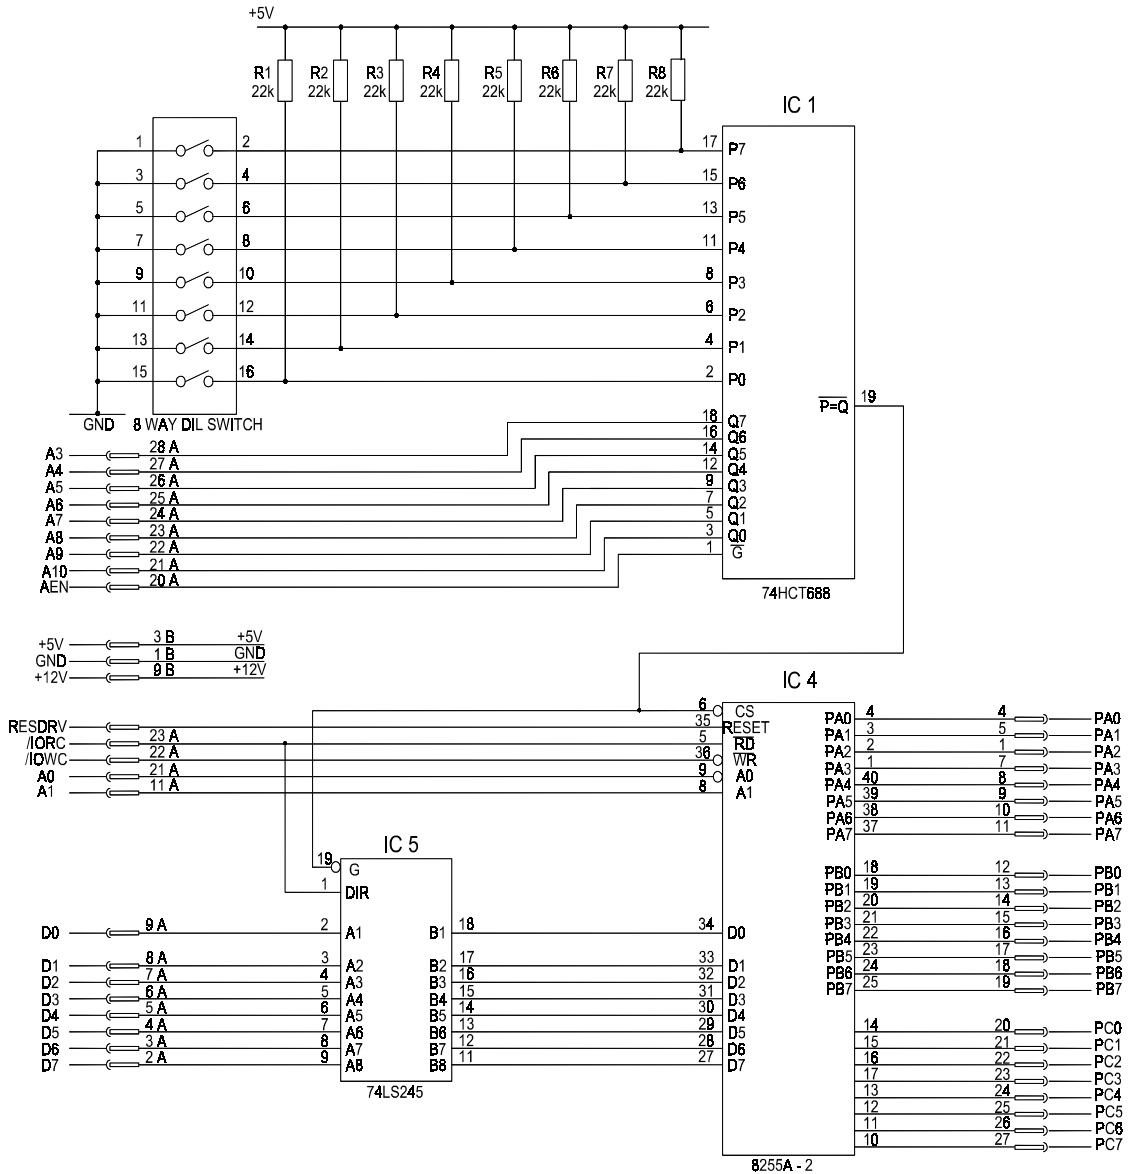 +5V
R1 R2 R3 R4 R5 R6 R7 R8
22k 22k 22k 22k 22k 22k 22k 22k
IC 1
1 2 17 P7
3 4 15 P6
5 6 13 P5
7 8 11 P4
9 10 8 P3
11 12 6 P2
13 14 4 P1
15 16 2 P0
P=Q 19
GND 8 WAY DIL SWITCH
18 Q7
16 Q6
14 Q5
12 Q4
9 Q3
7 Q2
5 Q1
3 Q0
1 G
A3 28 A
A4 27 A
A5 26 A
A6 25 A
A7 24 A
A8 23 A
A9 22 A
A10 21 A
AEN 20 A
74HCT688
+5V 3 B +5V
GND 1 B GND
+12V 9 B +12V
IC 4
6 CS
RESDRV 35 RESET
/IORC 23 A 5 RD
/IOWC 22 A 36 WR
A0 21 A 9 A0
A1 11 A 8 A1
PA0 4 4 PA0
PA1 3 5 PA1
PA2 2 1 PA2
PA3 1 7 PA3
PA4 40 8 PA4
PA5 39 9 PA5
PA6 38 10 PA6
PA7 37 11 PA7
PB0 18 12 PB0
PB1 19 13 PB1
PB2 20 14 PB2
PB3 21 15 PB3
PB4 22 16 PB4
PB5 23 17 PB5
PB6 24 18 PB6
PB7 25 19 PB7
14 20 PC0
15 21 PC1
16 22 PC2
17 23 PC3
13 24 PC4
12 25 PC5
11 26 PC6
10 27 PC7
IC 5
19 G
1 DIR
D0 9 A 2 A1 B1 18 34 D0
D1 8 A 3 A2 B2 17 33 D1
D2 7 A 4 A3 B3 16 32 D2
D3 6 A 5 A4 B4 15 31 D3
D4 5 A 6 A5 B5 14 30 D4
D5 4 A 7 A6 B6 13 29 D5
D6 3 A 8 A7 B7 12 28 D6
D7 2 A 9 A8 B8 11 27 D7
74LS245
8255A - 2